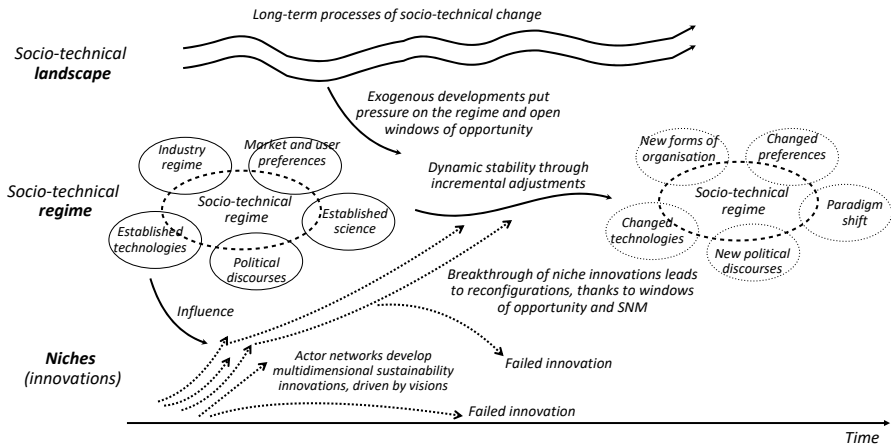 Long-term processes of socio-technical change
Socio-technical
landscape
Exogenous developments put
pressure on the regime and open
windows of opportunity
Industry
regime
Market and user
preferences
New forms of
organisation
Changed
preferences
Dynamic stability through
incremental adjustments
Socio-technical
regime
Socio-technical
regime
Socio-technical
regime
Established
technologies
Established
science
Political
discourses
Changed
technologies
Paradigm
shift
New political
discourses
Breakthrough of niche innovations leads
to reconfigurations, thanks to windows
of opportunity and SNM
Influence
Niches
(innovations)
Actor networks develop
multidimensional sustainability
innovations, driven by visions
Failed innovation
Failed innovation
Time